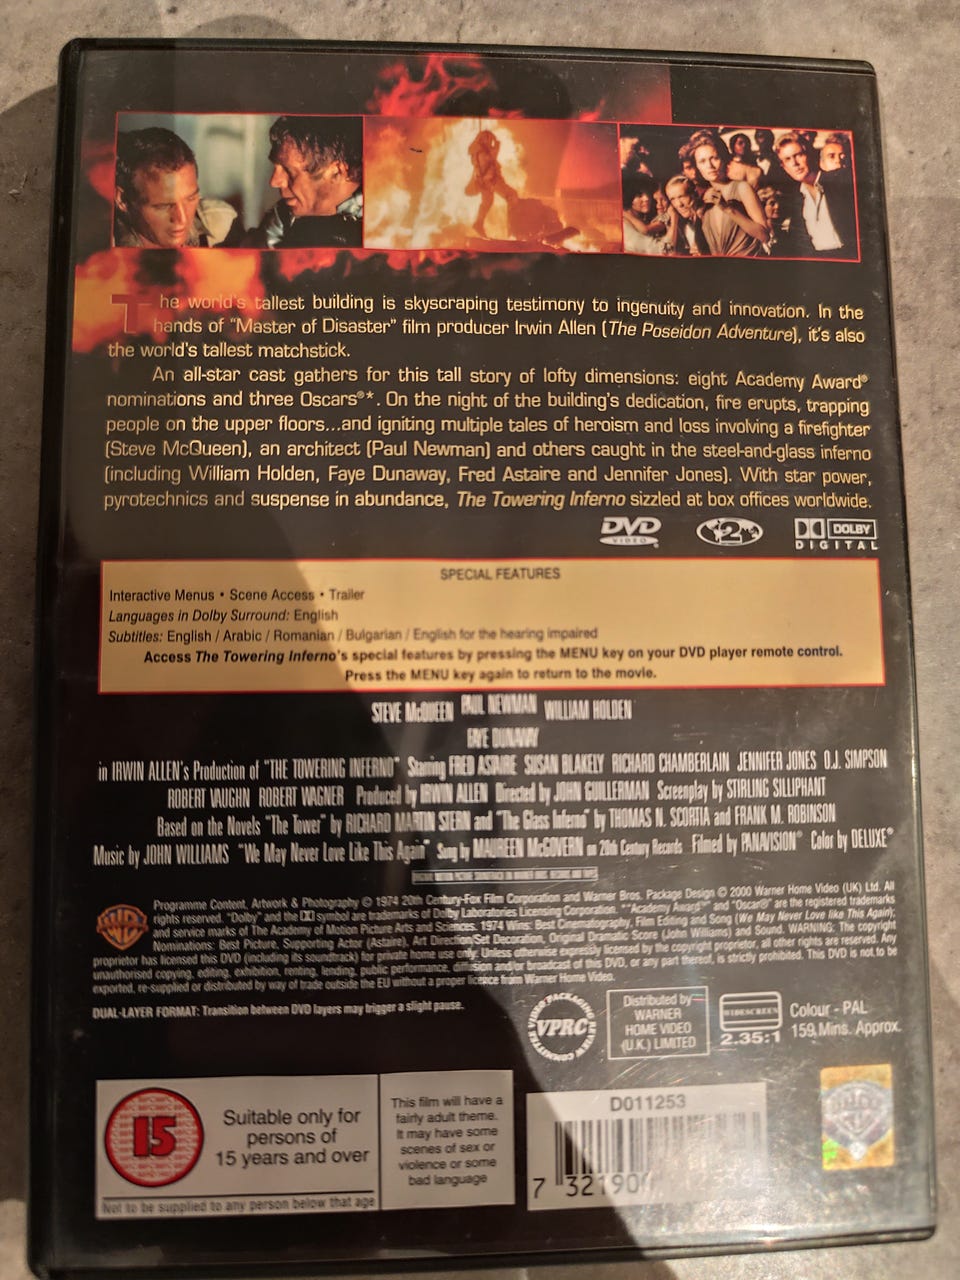 The world's tallest building is skyscraping testimony to ingenuity and innovation. In the
hands of "Master of Disaster" film producer Irwin Allen (The Poseidon Adventure), it's also
the world's tallest matchstick.
An all-star cast gathers for this tall story of lofty dimensions: eight Academy Award®
nominations and three Oscars®*. On the night of the building's dedication, fire erupts, trapping
people on the upper floors...and igniting multiple tales of heroism and loss involving a firefighter
(Steve McQueen), an architect (Paul Newman) and others caught in the steel-and-glass inferno
(including William Holden, Faye Dunaway, Fred Astaire and Jennifer Jones). With star power,
pyrotechnics and suspense in abundance, The Towering Inferno sizzled at box offices worldwide.
DVD VIDEO 2 DOLBY DIGITAL
SPECIAL FEATURES
Interactive Menus • Scene Access • Trailer
Languages in Dolby Surround: English
Subtitles: English / Arabic / Romanian / Bulgarian / English for the hearing impaired
Access The Towering Inferno's special features by pressing the MENU key on your DVD player remote control.
Press the MENU key again to return to the movie.
STEVE McQUEEN PAUL NEWMAN WILLIAM HOLDEN
FAYE DUNAWAY
in IRWIN ALLEN's Production of "THE TOWERING INFERNO" Starring FRED ASTAIRE SUSAN BLAKELY RICHARD CHAMBERLAIN JENNIFER JONES O.J. SIMPSON
ROBERT VAUGHN ROBERT WAGNER Produced by IRWIN ALLEN Directed by JOHN GUILLERMAN Screenplay by STIRLING SILLIPHANT
Based on the Novels "The Tower" by RICHARD MARTIN STERN and "The Glass Inferno" by THOMAS N. SCORTIA and FRANK M. ROBINSON
Music by JOHN WILLIAMS "We May Never Love Like This Again" Sung by MAUREEN McGOVERN on 20th Century Records Filmed by PANAVISION® Color by DELUXE®
Programme Content, Artwork & Photography © 1974 20th Century-Fox Film Corporation and Warner Bros. Package Design © 2000 Warner Home Video (UK) Ltd. All
rights reserved. "Dolby" and the DD symbol are trademarks of Dolby Laboratories Licensing Corporation. *"Academy Award®" and "Oscar®" are the registered trademarks
and service marks of The Academy of Motion Picture Arts and Sciences. 1974 Wins: Best Cinematography, Film Editing and Song (We May Never Love like This Again);
Nominations: Best Picture, Supporting Actor (Astaire), Art Direction/Set Decoration, Original Dramatic Score (John Williams) and Sound. WARNING: The copyright
proprietor has licensed this DVD (including its soundtrack) for private home use only. Unless otherwise expressly licensed by the copyright proprietor, all other rights are reserved. Any
unauthorised copying, editing, exhibition, renting, lending, public performance, diffusion and/or broadcast of this DVD, or any part thereof, is strictly prohibited. This DVD is not to be
exported, re-supplied or distributed by way of trade outside the EU without a proper licence from Warner Home Video.
DUAL-LAYER FORMAT: Transition between DVD layers may trigger a slight pause.
VIDEO PACKAGING REVIEW COMMITTEE
VPRC
Distributed by
WARNER
HOME VIDEO
(U.K.) LIMITED
WIDESCREEN
2.35:1
Colour - PAL
159 Mins. Approx.
15
Suitable only for
persons of
15 years and over
Not to be supplied to any person below that age
This film will have a
fairly adult theme.
It may have some
scenes of sex or
violence or some
bad language
D011253
7 32190